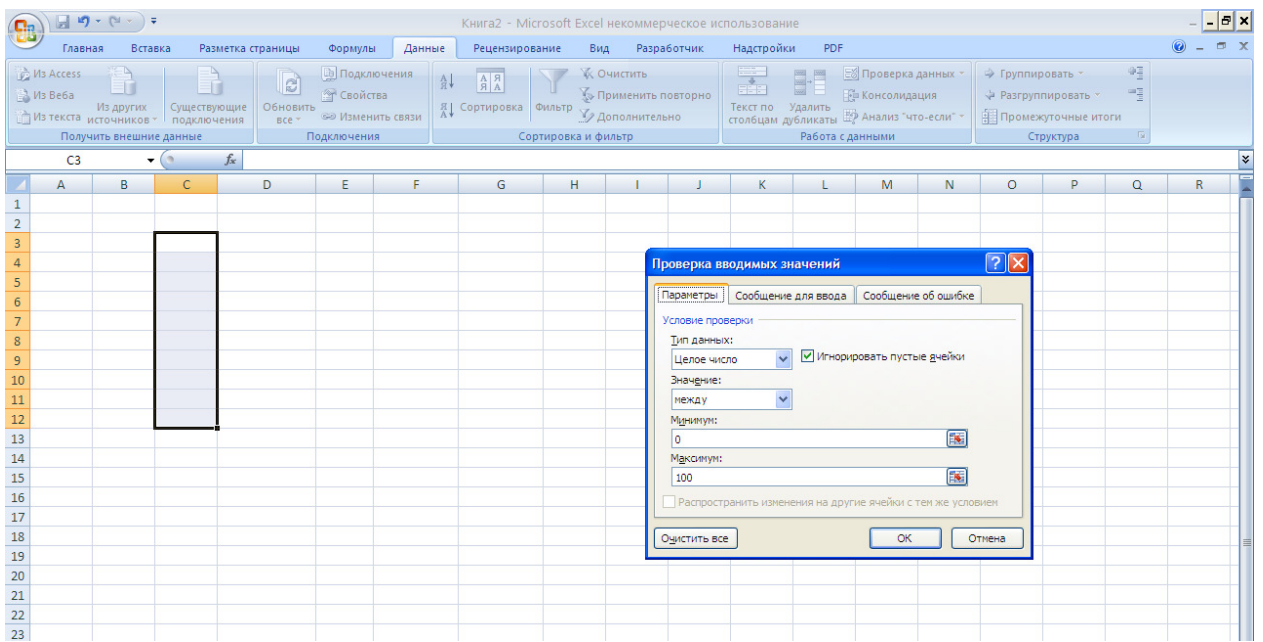 Книга2 - Microsoft Excel некоммерческое использование
Главная Вставка Разметка страницы Формулы Данные Рецензирование Вид Разработчик Надстройки PDF
Из Access
Из Веба
Из текста
Из других источников
Существующие подключения
Получить внешние данные
Обновить все
Подключения
Свойства
Изменить связи
Подключения
А Я
Я А
Сортировка
Фильтр
Очистить
Применить повторно
Дополнительно
Сортировка и фильтр
Текст по столбцам
Удалить дубликаты
Проверка данных
Консолидация
Анализ "что-если"
Работа с данными
Группировать
Разгруппировать
Промежуточные итоги
Структура
C3 fx
A B C D E F G H I J K L M N O P Q R
1
2
3
4
5
6
7
8
9
10
11
12
13
14
15
16
17
18
19
20
21
22
23
Проверка вводимых значений
Параметры Сообщение для ввода Сообщение об ошибке
Условие проверки
Тип данных:
Целое число Игнорировать пустые ячейки
Значение:
между
Минимум:
0
Максимум:
100
Распространить изменения на другие ячейки с тем же условием
Очистить все ОК Отмена